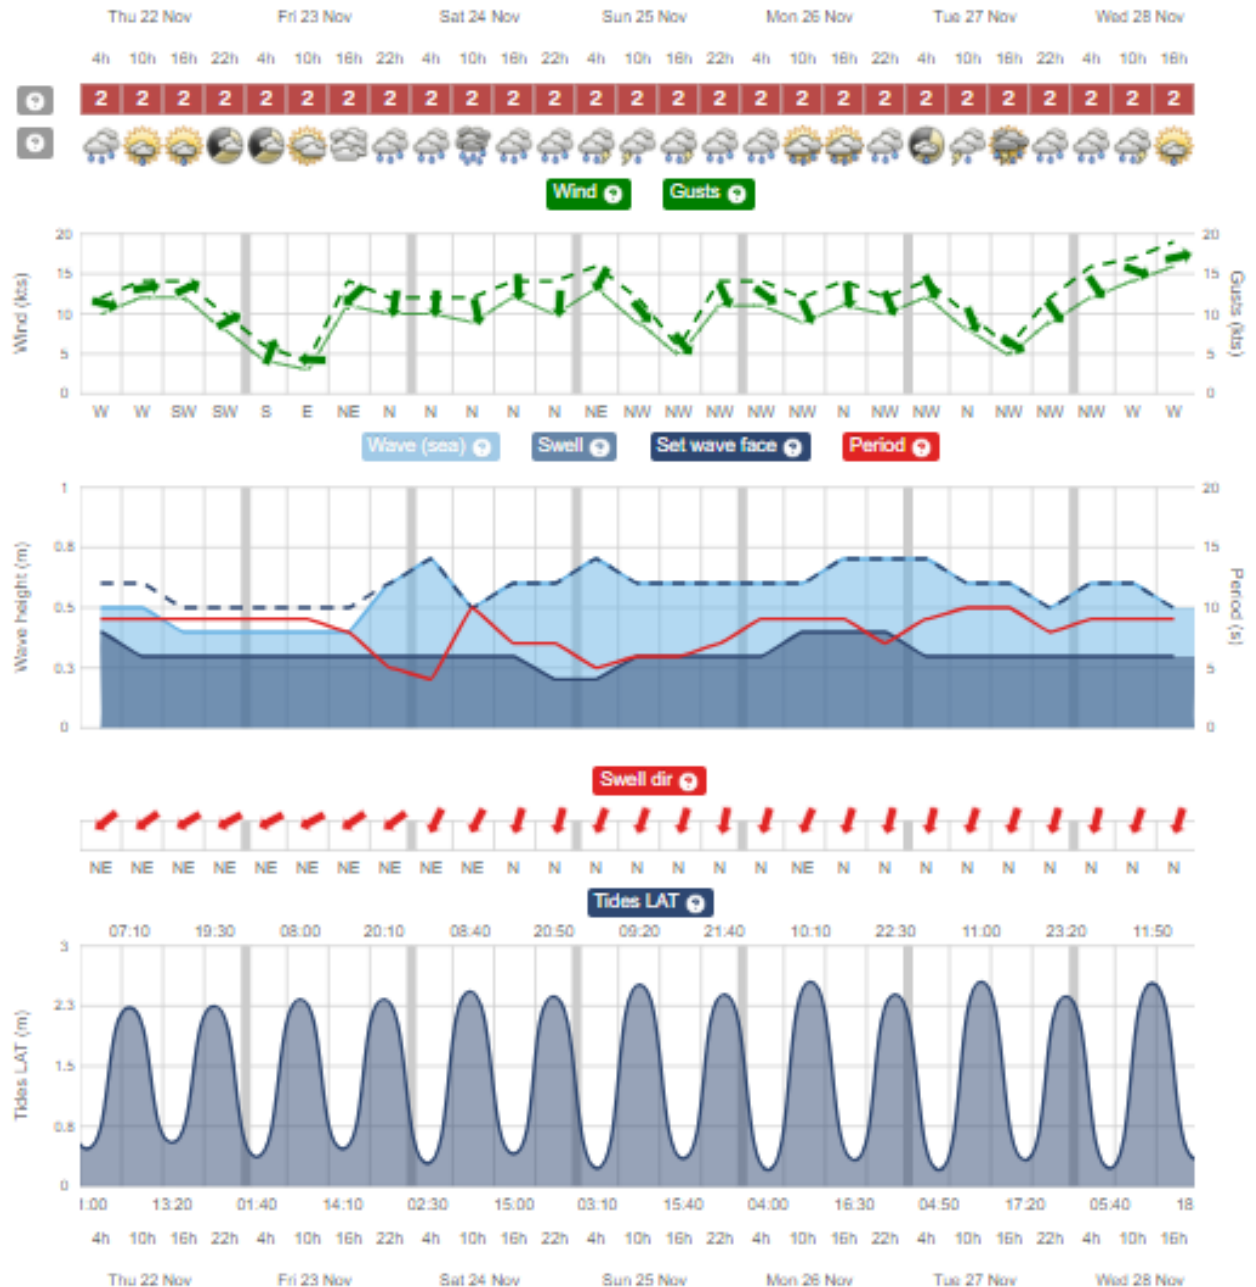 Thu 22 Nov Fri 23 Nov Sat 24 Nov Sun 25 Nov Mon 26 Nov Tue 27 Nov Wed 28 Nov
4h 10h 16h 22h 4h 10h 16h 22h 4h 10h 16h 22h 4h 10h 16h 22h 4h 10h 16h 22h 4h 10h 16h 22h 4h 10h 16h
? 2 2 2 2 2 2 2 2 2 2 2 2 2 2 2 2 2 2 2 2 2 2 2 2 2 2 2
?
Wind ? Gusts ?
20 20
15 15
10 10
5 5
0 0
Wind (kts)
Gusts (kts)
W W SW SW S E NE N N N N N NE NW NW NW NW NW N NW NW N NW NW NW W W
Wave (sea) ? Swell ? Set wave face ? Period ?
1 20
0.8 15
0.5 10
0.3 5
0 0
Wave height (m)
Period (s)
Swell dir ?
NE NE NE NE NE NE NE NE NE NE N N N N N N N NE N N N N N N N N N
Tides LAT ?
07:10 19:30 08:00 20:10 08:40 20:50 09:20 21:40 10:10 22:30 11:00 23:20 11:50
3
2.3
1.5
0.8
0
Tides LAT (m)
1:00 13:20 01:40 14:10 02:30 15:00 03:10 15:40 04:00 16:30 04:50 17:20 05:40 18
4h 10h 16h 22h 4h 10h 16h 22h 4h 10h 16h 22h 4h 10h 16h 22h 4h 10h 16h 22h 4h 10h 16h 22h 4h 10h 16h
Thu 22 Nov Fri 23 Nov Sat 24 Nov Sun 25 Nov Mon 26 Nov Tue 27 Nov Wed 28 Nov